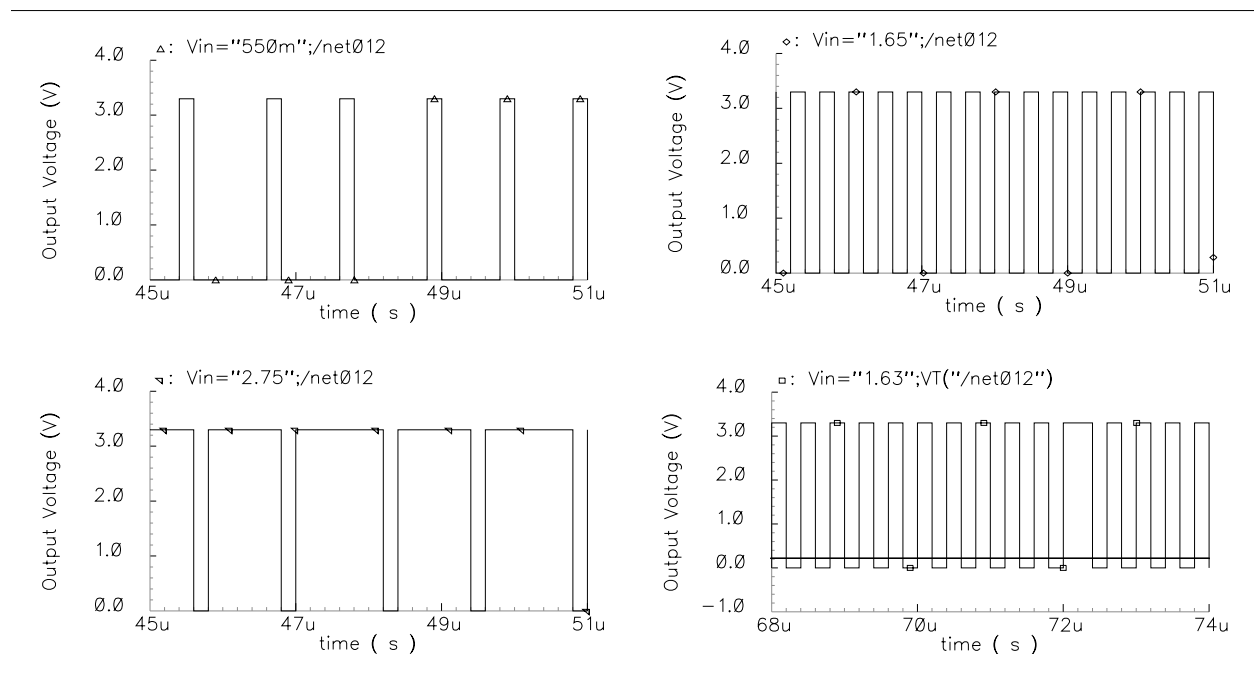 : Vin="550m";/net012
4.0
3.0
2.0
1.0
0.0
Output Voltage (V)
45u 47u 49u 51u
time ( s )
: Vin="1.65";/net012
4.0
3.0
2.0
1.0
0.0
Output Voltage (V)
45u 47u 49u 51u
time ( s )
: Vin="2.75";/net012
4.0
3.0
2.0
1.0
0.0
Output Voltage (V)
45u 47u 49u 51u
time ( s )
: Vin="1.63";VT("/net012")
4.0
3.0
2.0
1.0
0.0
-1.0
Output Voltage (V)
68u 70u 72u 74u
time ( s )